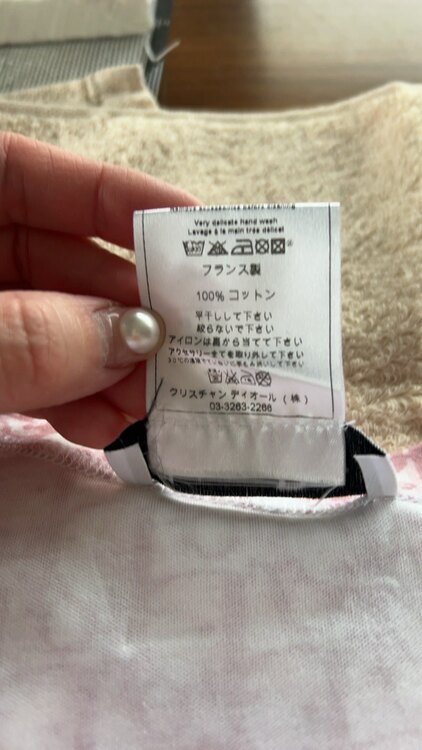 Very delicate hand wash
Lavage à la main très délicat
フランス製
100% コットン
平干しして下さい
絞らないで下さい
アイロンは裏から当てて下さい
アクセサリーまてを取り外して下さい
クリスチャン ディオール (株)
03-3263-2266